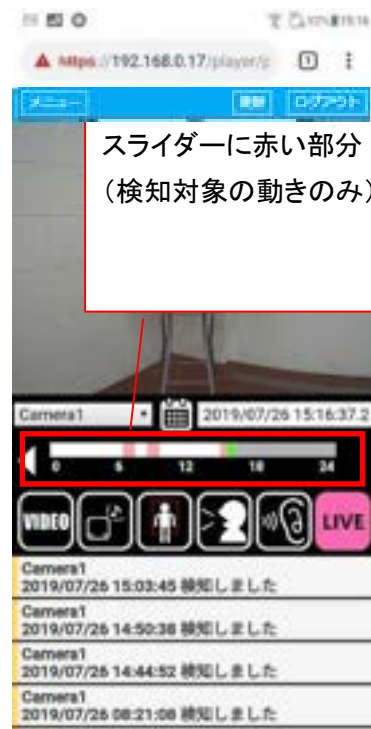 https://192.168.0.17/player/p
メニュー 更新 ログアウト
スライダーに赤い部分
（検知対象の動きのみ）
Camera1 2019/07/26 15:16:37.2
0 6 12 18 24
VIDEO LIVE
Camera1
2019/07/26 15:03:45 検知しました
Camera1
2019/07/26 14:50:38 検知しました
Camera1
2019/07/26 14:44:52 検知しました
Camera1
2019/07/26 08:21:08 検知しました